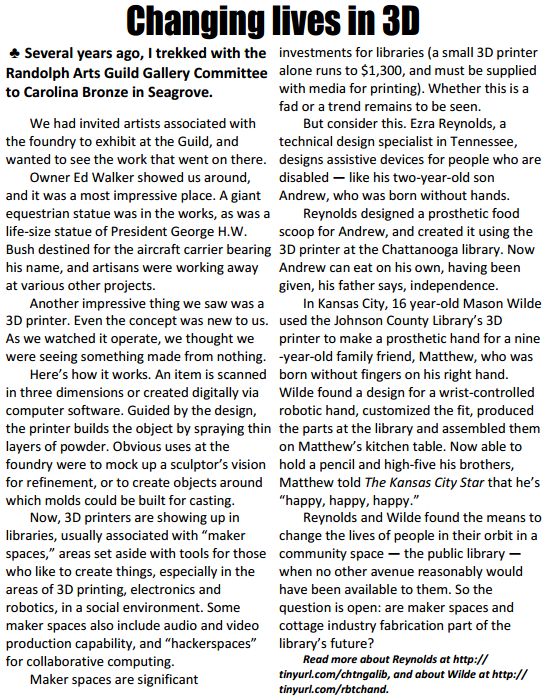 Changing lives in 3D
♣ Several years ago, I trekked with the
Randolph Arts Guild Gallery Committee
to Carolina Bronze in Seagrove.
We had invited artists associated with
the foundry to exhibit at the Guild, and
wanted to see the work that went on there.
Owner Ed Walker showed us around,
and it was a most impressive place. A giant
equestrian statue was in the works, as was a
life-size statue of President George H.W.
Bush destined for the aircraft carrier bearing
his name, and artisans were working away
at various other projects.
Another impressive thing we saw was a
3D printer. Even the concept was new to us.
As we watched it operate, we thought we
were seeing something made from nothing.
Here’s how it works. An item is scanned
in three dimensions or created digitally via
computer software. Guided by the design,
the printer builds the object by spraying thin
layers of powder. Obvious uses at the
foundry were to mock up a sculptor’s vision
for refinement, or to create objects around
which molds could be built for casting.
Now, 3D printers are showing up in
libraries, usually associated with “maker
spaces,” areas set aside with tools for those
who like to create things, especially in the
areas of 3D printing, electronics and
robotics, in a social environment. Some
maker spaces also include audio and video
production capability, and “hackerspaces”
for collaborative computing.
Maker spaces are significant
investments for libraries (a small 3D printer
alone runs to $1,300, and must be supplied
with media for printing). Whether this is a
fad or a trend remains to be seen.
But consider this. Ezra Reynolds, a
technical design specialist in Tennessee,
designs assistive devices for people who are
disabled — like his two-year-old son
Andrew, who was born without hands.
Reynolds designed a prosthetic food
scoop for Andrew, and created it using the
3D printer at the Chattanooga library. Now
Andrew can eat on his own, having been
given, his father says, independence.
In Kansas City, 16 year-old Mason Wilde
used the Johnson County Library’s 3D
printer to make a prosthetic hand for a nine
-year-old family friend, Matthew, who was
born without fingers on his right hand.
Wilde found a design for a wrist-controlled
robotic hand, customized the fit, produced
the parts at the library and assembled them
on Matthew’s kitchen table. Now able to
hold a pencil and high-five his brothers,
Matthew told The Kansas City Star that he’s
“happy, happy, happy.”
Reynolds and Wilde found the means to
change the lives of people in their orbit in a
community space — the public library —
when no other avenue reasonably would
have been available to them. So the
question is open: are maker spaces and
cottage industry fabrication part of the
library’s future?
Read more about Reynolds at http://
tinyurl.com/chtngalib, and about Wilde at http://
tinyurl.com/rbtchand.